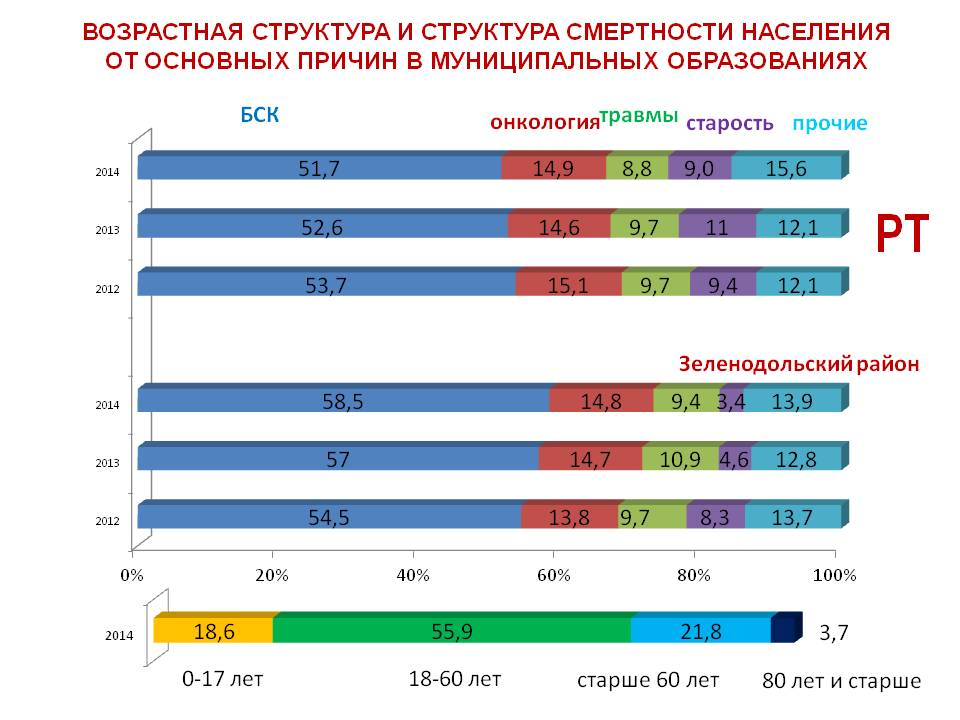 ВОЗРАСТНАЯ СТРУКТУРА И СТРУКТУРА СМЕРТНОСТИ НАСЕЛЕНИЯ
ОТ ОСНОВНЫХ ПРИЧИН В МУНИЦИПАЛЬНЫХ ОБРАЗОВАНИЯХ
БСК онкология травмы старость прочие
2014 51,7 14,9 8,8 9,0 15,6
2013 52,6 14,6 9,7 11 12,1
РТ
2012 53,7 15,1 9,7 9,4 12,1
Зеленодольский район
2014 58,5 14,8 9,4 3,4 13,9
2013 57 14,7 10,9 4,6 12,8
2012 54,5 13,8 9,7 8,3 13,7
0% 20% 40% 60% 80% 100%
2014 18,6 55,9 21,8 3,7
0-17 лет 18-60 лет старше 60 лет 80 лет и старше